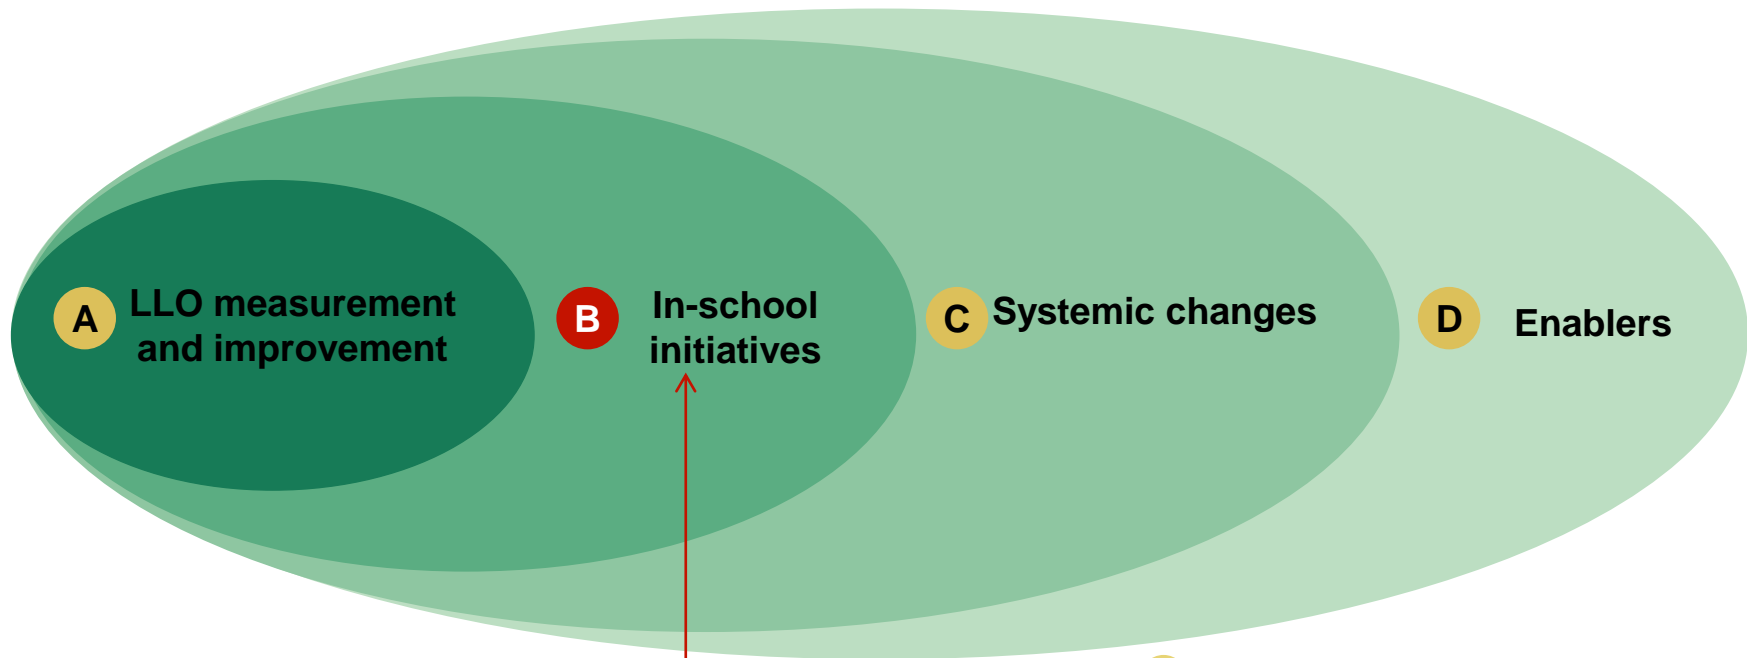 A
LLO measurement
and improvement
B
In-school
initiatives
C
Systemic changes
D
Enablers